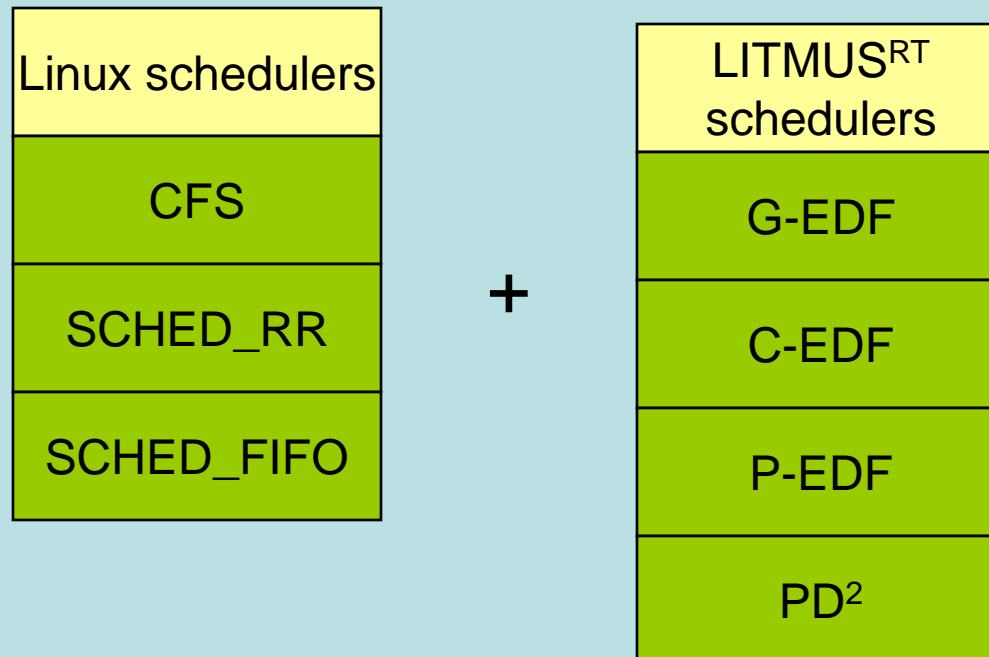 Linux schedulers
CFS
SCHED_RR
SCHED_FIFO
+
LITMUSᴿᵀ
schedulers
G-EDF
C-EDF
P-EDF
PD²